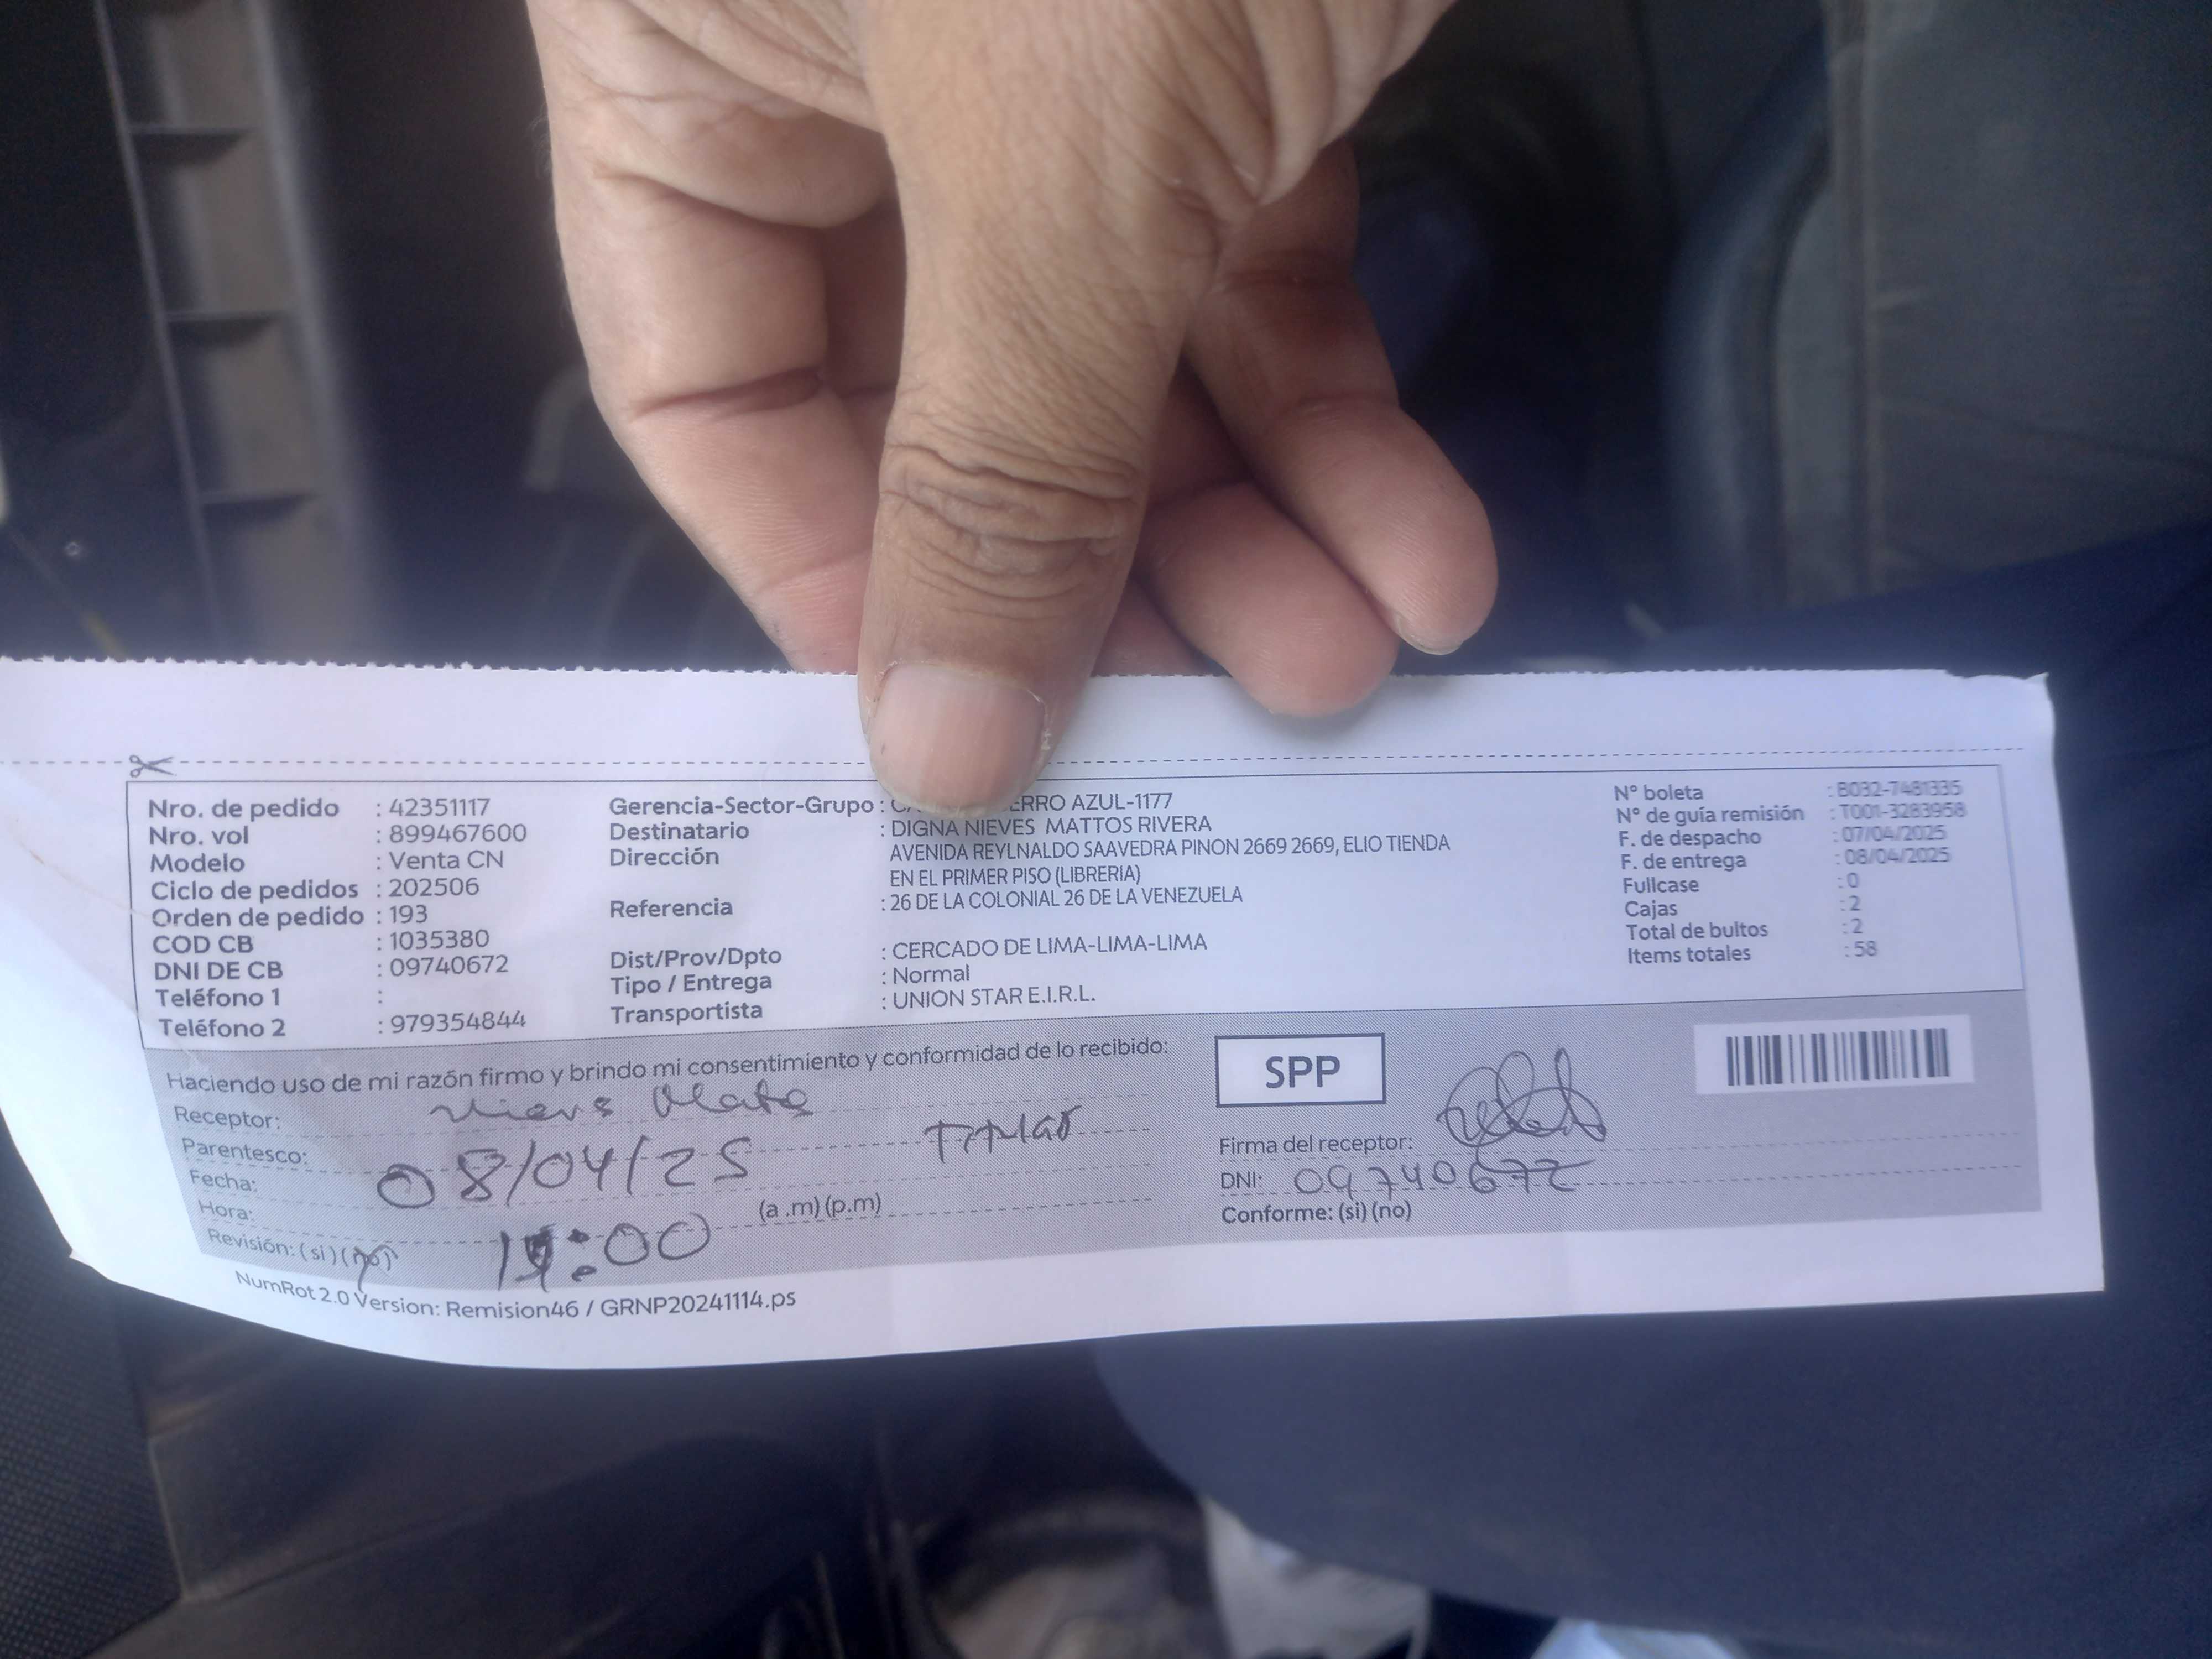 Nro. de pedido : 42351117
Nro. vol : 899467600
Modelo : Venta CN
Ciclo de pedidos : 202506
Orden de pedido : 193
COD CB : 1035380
DNI DE CB : 09740672
Teléfono 1 :
Teléfono 2 : 979354844
Gerencia-Sector-Grupo : ERRO AZUL-1177
Destinatario : DIGNA NIEVES MATTOS RIVERA
Dirección AVENIDA REYLNALDO SAAVEDRA PINON 2669 2669, ELIO TIENDA
EN EL PRIMER PISO (LIBRERIA)
Referencia : 26 DE LA COLONIAL 26 DE LA VENEZUELA
Dist/Prov/Dpto : CERCADO DE LIMA-LIMA-LIMA
Tipo / Entrega : Normal
Transportista : UNION STAR E.I.R.L.
N° boleta : B032-7481335
N° de guía remisión : T001-3283958
F. de despacho : 07/04/2025
F. de entrega : 08/04/2025
Fullcase : 0
Cajas : 2
Total de bultos : 2
Items totales : 58
Haciendo uso de mi razón firmo y brindo mi consentimiento y conformidad de lo recibido:
Receptor:
Parentesco:
Fecha: 08/04/25
Hora: :00 (a .m) (p.m)
Revisión: (si) (no)
SPP
Firma del receptor:
DNI: 09740672
Conforme: (si) (no)
NumRot 2.0 Version: Remision46 / GRNP20241114.ps